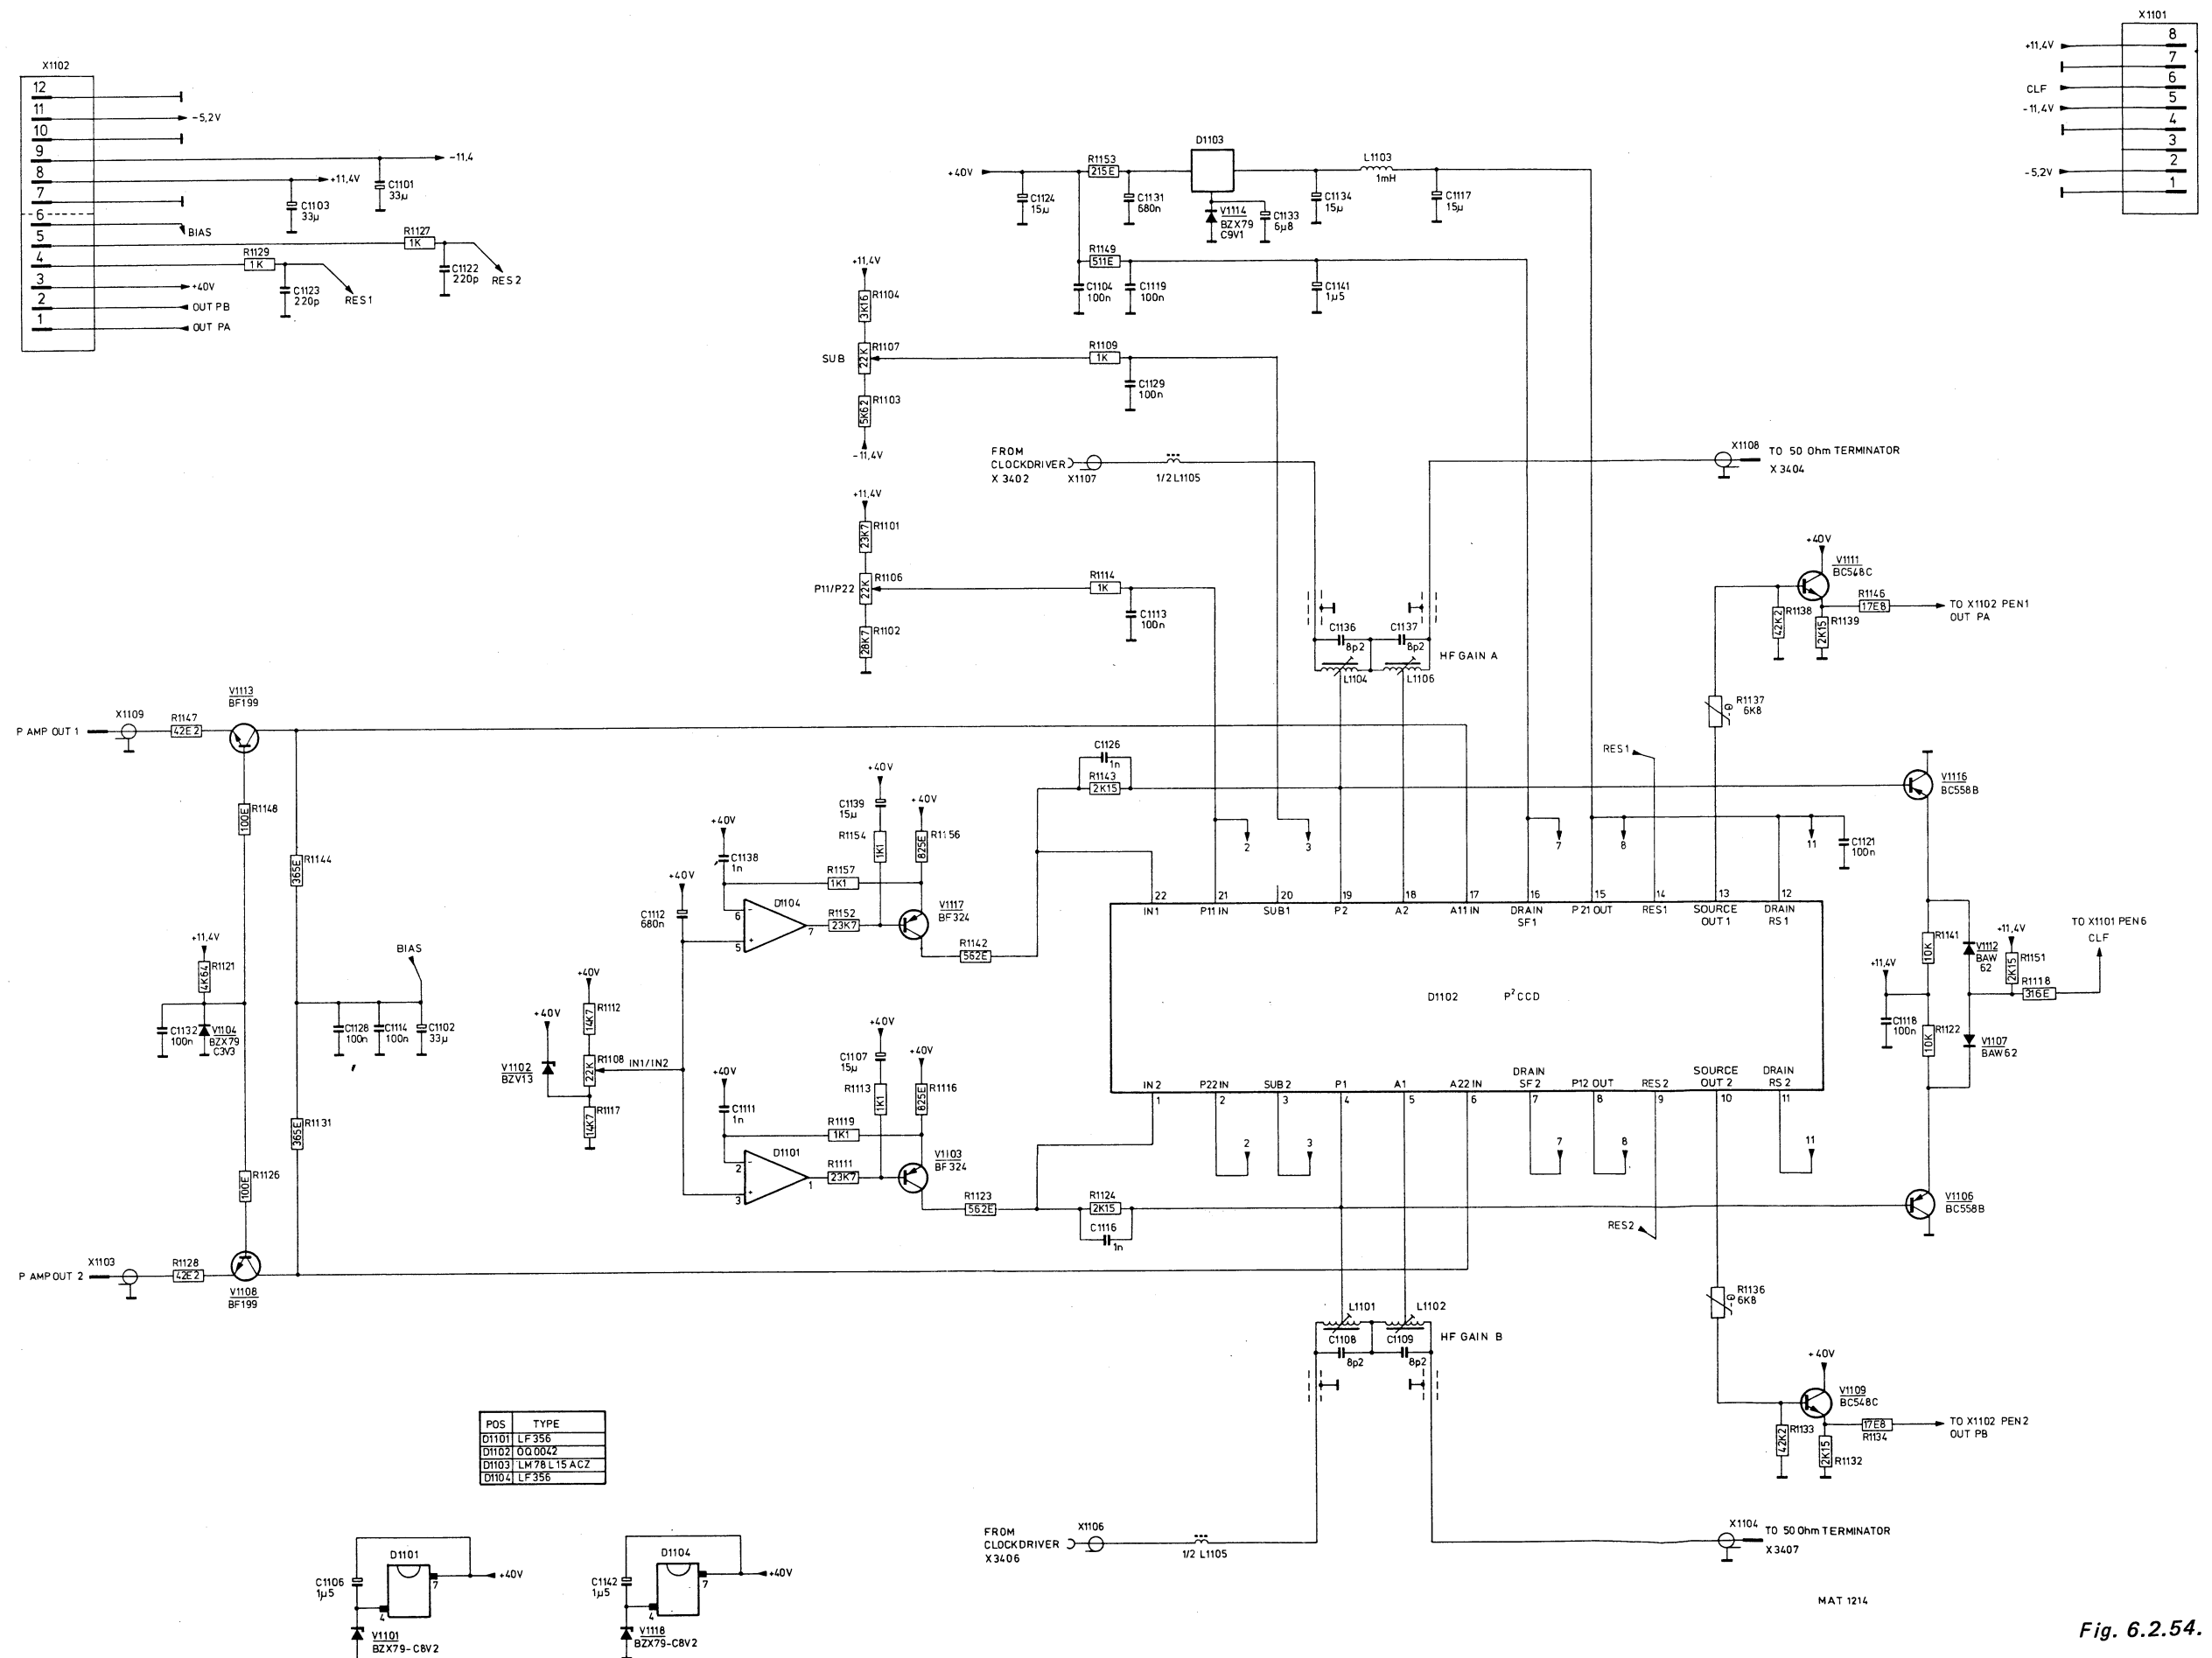 X1102
12
11
-5,2V
10
9
-11,4
8
+11,4V
C1101
33µ
7
C1103
33µ
6
BIAS
5
R1127
1K
C1122
220p
RES 2
4
R1129
1K
C1123
220p
RES1
3
+40V
2
OUT PB
1
OUT PA
X1101
8
+11,4V
7
6
CLF
5
-11,4V
4
3
2
-5,2V
1
+40V
C1124
15µ
R1153
215E
C1131
680n
D1103
V1114
BZX79
C9V1
C1133
6µ8
C1134
15µ
L1103
1mH
C1117
15µ
R1149
511E
C1104
100n
C1119
100n
C1141
1µ5
+11,4V
R1104
3K16
SUB
R1107
22K
R1103
5K62
-11,4V
R1109
1K
C1129
100n
FROM
CLOCKDRIVER
X 3402
X1107
1/2 L1105
X1108
TO 50 Ohm TERMINATOR
X 3404
+11,4V
R1101
23K7
P11/P22
R1106
22K
R1102
28K7
R1114
1K
C1113
100n
C1136
8p2
C1137
8p2
HF GAIN A
L1104
L1106
+40V
V1111
BC548C
R1138
42K2
R1139
2K15
R1146
17E8
TO X1102 PEN1
OUT PA
R1137
6K8
-θ
P AMP OUT 1
X1109
R1147
42E2
V1113
BF199
R1148
100E
R1144
365E
+11,4V
R1121
4K64
C1132
100n
V1104
BZX79
C3V3
BIAS
C1128
100n
C1114
100n
C1102
33µ
R1131
365E
R1126
100E
P AMP OUT 2
X1103
R1128
42E2
V1108
BF199
+40V
V1102
BZV13
+40V
R1112
14K7
R1108
22K
IN1/IN2
R1117
14K7
+40V
C1112
680n
+40V
C1138
1n
D1104
6
5
7
-
+
R1157
1K1
R1152
23K7
+40V
C1139
15µ
R1154
1K1
+40V
R1156
825E
V1117
BF324
R1142
562E
C1126
1n
R1143
2K15
+40V
C1111
1n
D1101
2
3
1
-
+
R1119
1K1
R1111
23K7
+40V
C1107
15µ
R1113
1K1
+40V
R1116
825E
V1103
BF324
R1123
562E
R1124
2K15
C1116
1n
2
3
7
8
11
RES1
C1121
100n
22
21
20
19
18
17
16
15
14
13
12
IN1
P11 IN
SUB1
P2
A2
A11 IN
DRAIN
SF1
P21 OUT
RES1
SOURCE
OUT 1
DRAIN
RS 1
D1102
P²CCD
IN 2
P22 IN
SUB 2
P1
A1
A22 IN
DRAIN
SF 2
P12 OUT
RES 2
SOURCE
OUT 2
DRAIN
RS 2
1
2
3
4
5
6
7
8
9
10
11
2
3
7
8
11
RES2
V1116
BC558B
R1141
10K
V1112
BAW
62
+11,4V
R1151
2K15
R1118
316E
TO X1101 PEN 6
CLF
+11,4V
C1118
100n
R1122
10K
V1107
BAW62
V1106
BC558B
L1101
L1102
C1108
8p2
C1109
8p2
HF GAIN B
R1136
6K8
-θ
+40V
V1109
BC548C
R1133
42K2
R1132
2K15
17E8
R1134
TO X1102 PEN 2
OUT PB
FROM
CLOCKDRIVER
X3406
X1106
1/2 L1105
X1104
TO 50 Ohm TERMINATOR
X3407
POS TYPE
D1101 LF356
D1102 OQ0042
D1103 LM78L15 ACZ
D1104 LF356
C1106
1µ5
D1101
7
4
+40V
V1101
BZX79-C8V2
C1142
1µ5
D1104
7
4
+40V
V1118
BZX79-C8V2
MAT 1214
Fig. 6.2.54.